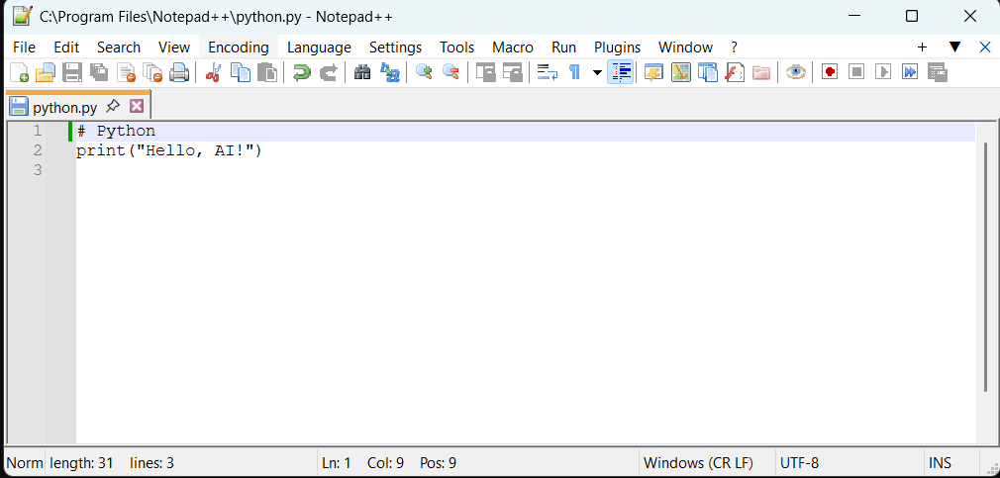 C:\Program Files\Notepad++\python.py - Notepad++
File Edit Search View Encoding Language Settings Tools Macro Run Plugins Window ? + ▼ X
python.py
1 # Python
2 print("Hello, AI!")
3
Norm length: 31 lines: 3 Ln: 1 Col: 9 Pos: 9 Windows (CR LF) UTF-8 INS